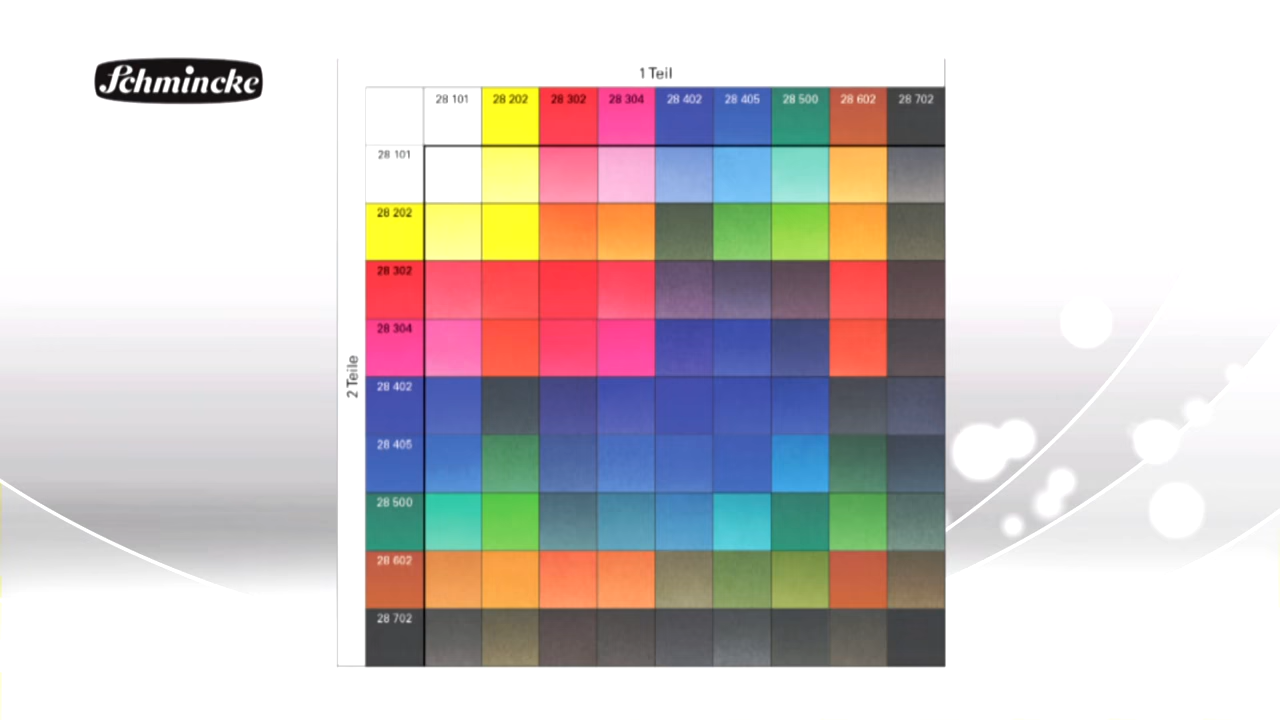 Schmincke
1 Teil
28 101 28 202 28 302 28 304 28 402 28 405 28 500 28 602 28 702
28 101
28 202
28 302
28 304
2 Teile
28 402
28 405
28 500
28 602
28 702